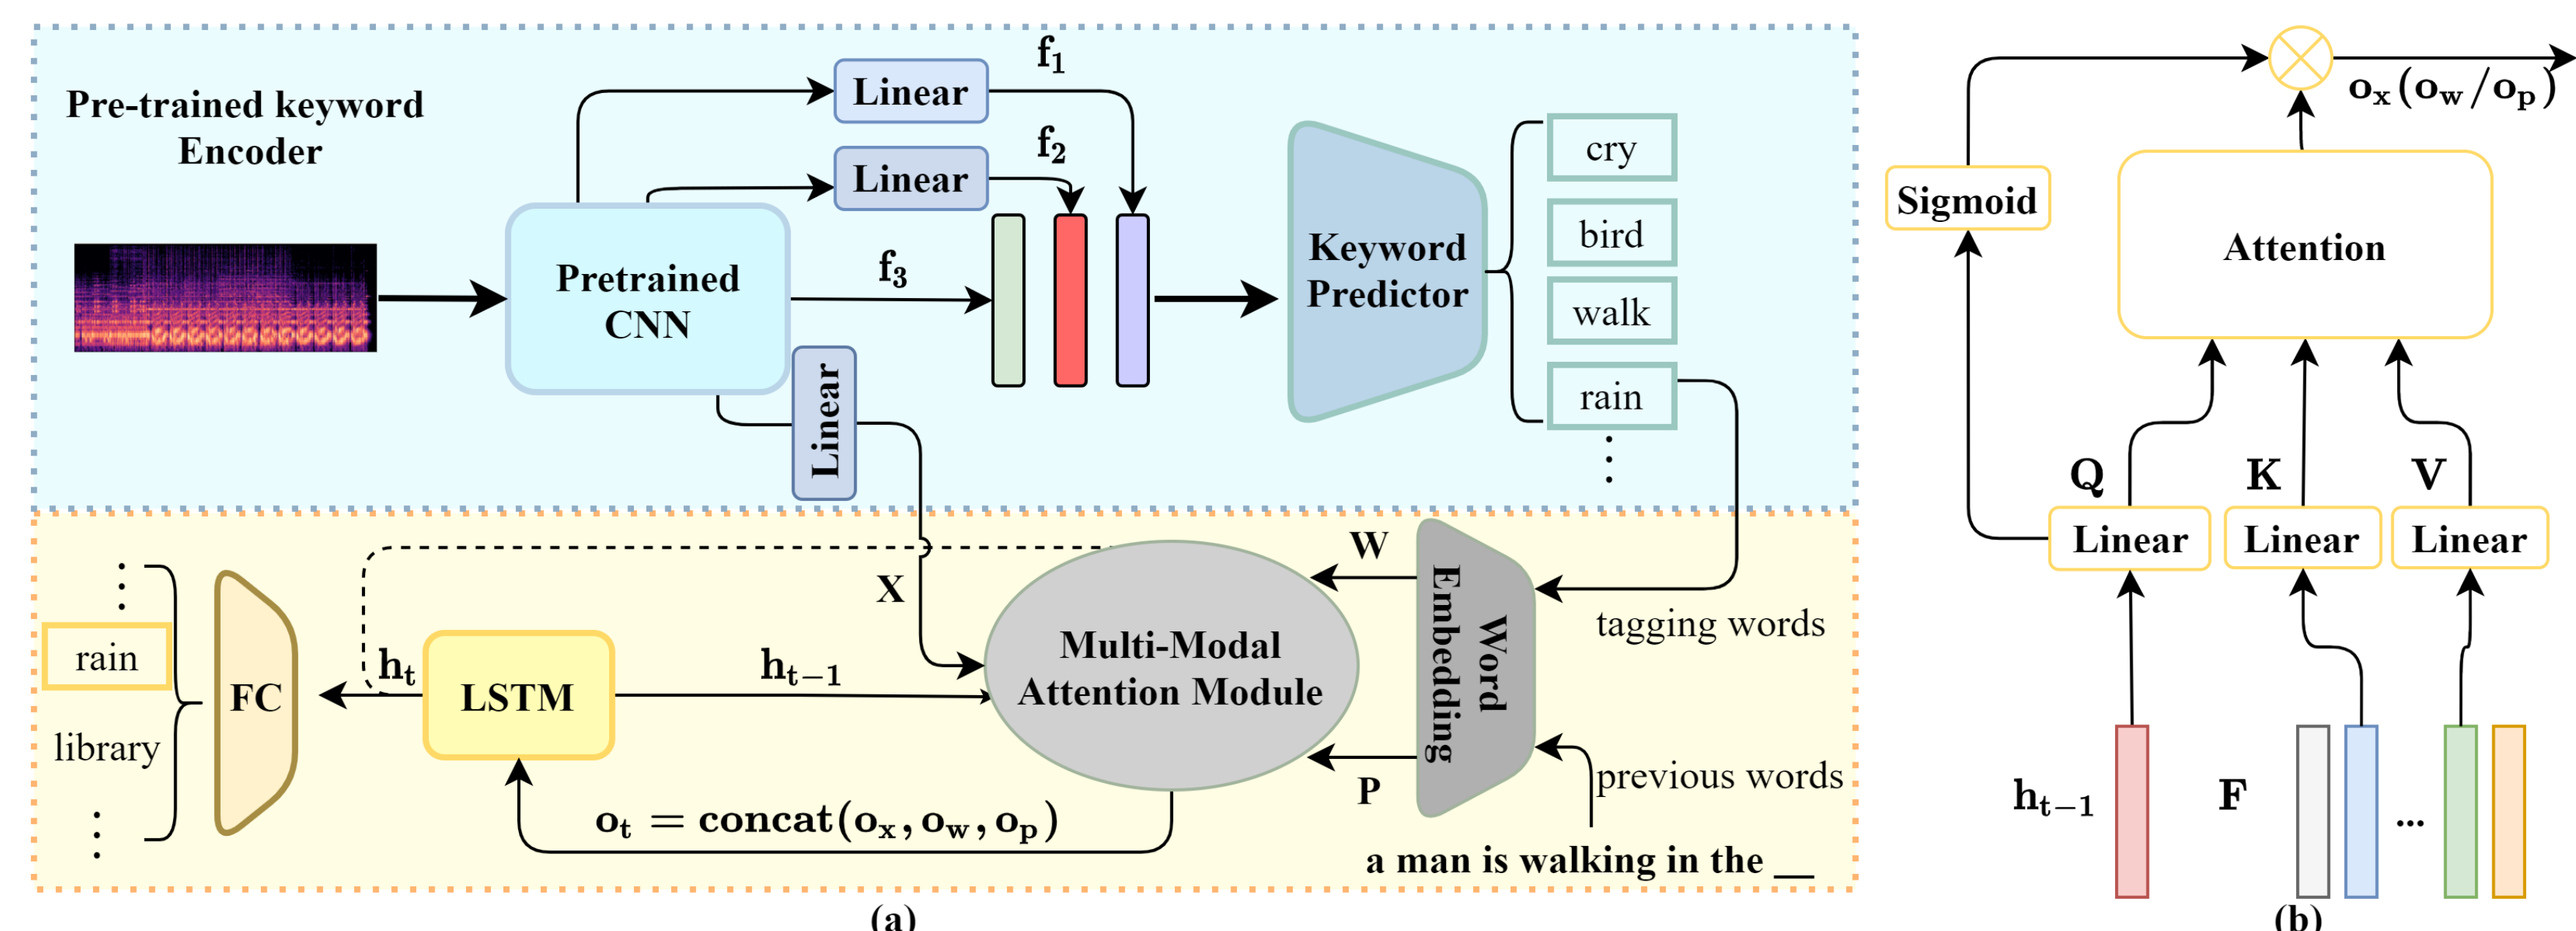 Pre-trained keyword
Encoder
Linear
f₁
Linear
f₂
Pretrained
CNN
f₃
Linear
Keyword
Predictor
cry
bird
walk
rain
⋮
X
W
P
Word
Embedding
tagging words
previous words
a man is walking in the __
Multi-Modal
Attention Module
hₜ₋₁
LSTM
hₜ
FC
⋮
rain
library
⋮
oₜ = concat(oₓ, o_w, oₚ)
(a)
oₓ(o_w/oₚ)
Sigmoid
Attention
Q
K
V
Linear
Linear
Linear
hₜ₋₁
F
...
(b)